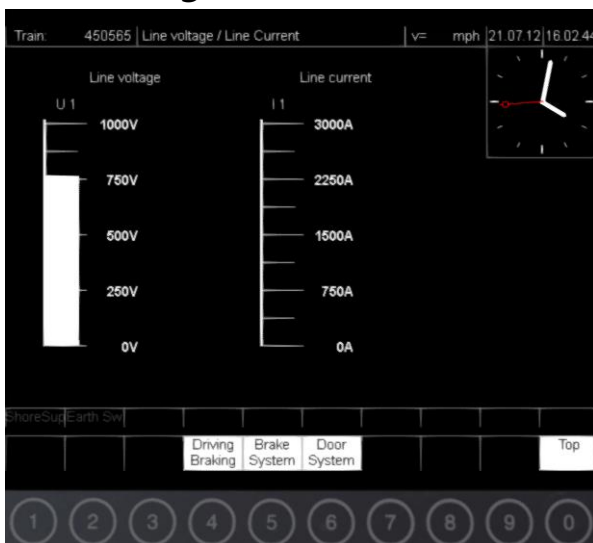 Train: 450565 Line voltage / Line Current v= mph 21.07.12 16.02.44
Line voltage Line current
U 1 I 1
1000V 3000A
750V 2250A
500V 1500A
250V 750A
0V 0A
ShoreSup Earth Sw.
Driving Brake Door Top
Braking System System
1 2 3 4 5 6 7 8 9 0